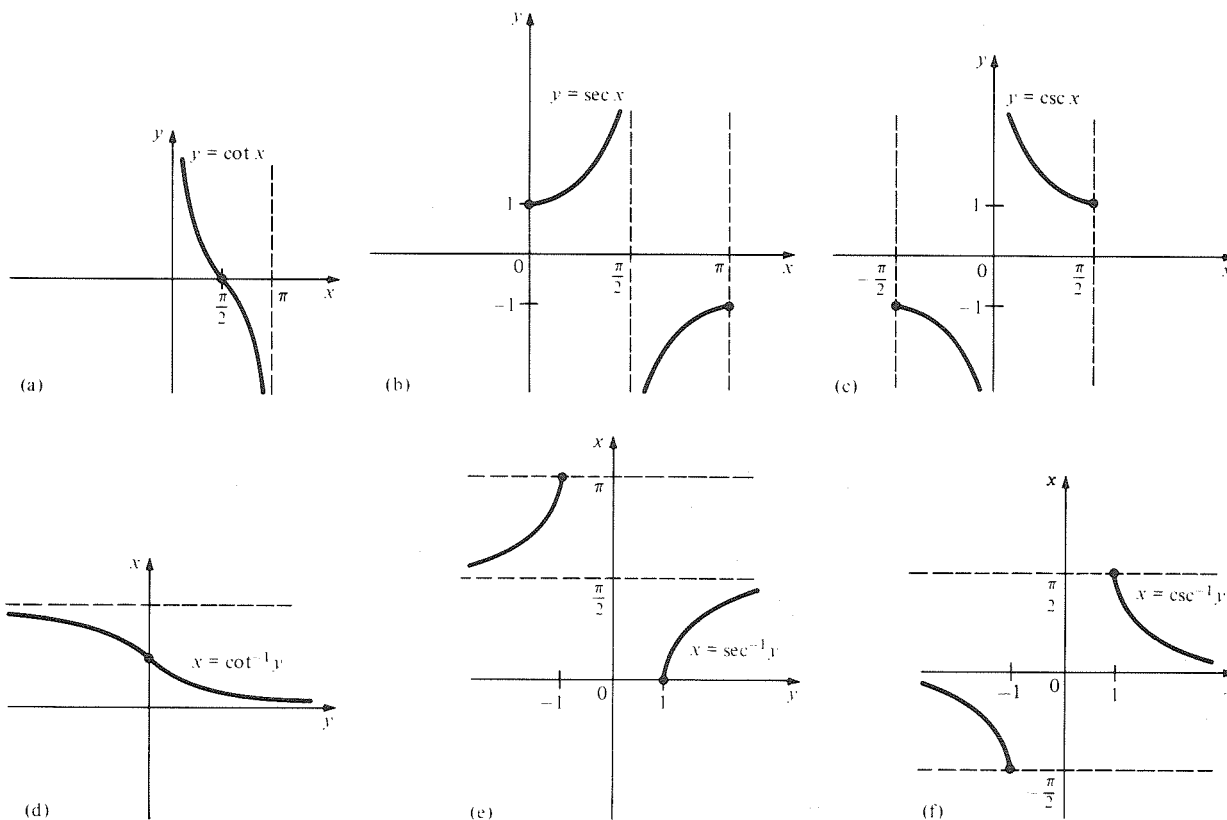 y
y = cot x
π/2
π
x
(a)
y
y = sec x
1
0
π/2
π
x
−1
(b)
y
y = csc x
1
−π/2
0
π/2
−1
(c)
x
x = cot⁻¹ y
y
(d)
x
π
π/2
x = sec⁻¹ y
−1
0
1
y
(e)
x
π/2
x = csc⁻¹ y
−1
0
1
−π/2
(f)